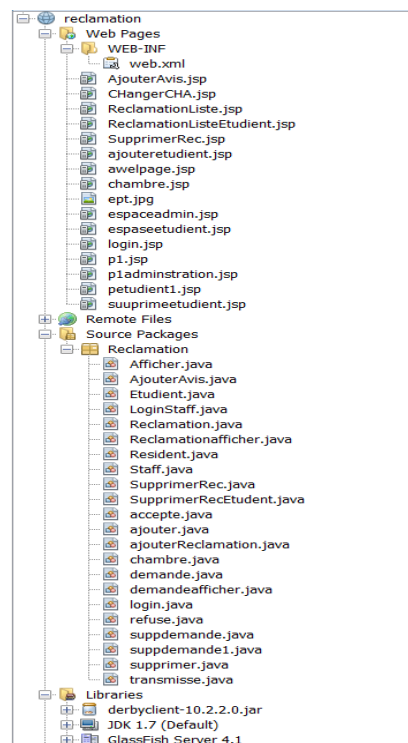 reclamation
Web Pages
WEB-INF
web.xml
AjouterAvis.jsp
CHangerCHA.jsp
ReclamationListe.jsp
ReclamationListeEtudient.jsp
SupprimerRec.jsp
ajouteretudient.jsp
awelpage.jsp
chambre.jsp
ept.jpg
espaceadmin.jsp
espaseetudient.jsp
login.jsp
p1.jsp
p1adminstration.jsp
petudient1.jsp
suuprimeetudient.jsp
Remote Files
Source Packages
Reclamation
Afficher.java
AjouterAvis.java
Etudient.java
LoginStaff.java
Reclamation.java
Reclamationafficher.java
Resident.java
Staff.java
SupprimerRec.java
SupprimerRecEtudent.java
accepte.java
ajouter.java
ajouterReclamation.java
chambre.java
demande.java
demandeafficher.java
login.java
refuse.java
suppdemande.java
suppdemande1.java
supprimer.java
transmisse.java
Libraries
derbyclient-10.2.2.0.jar
JDK 1.7 (Default)
GlassFish Server 4.1